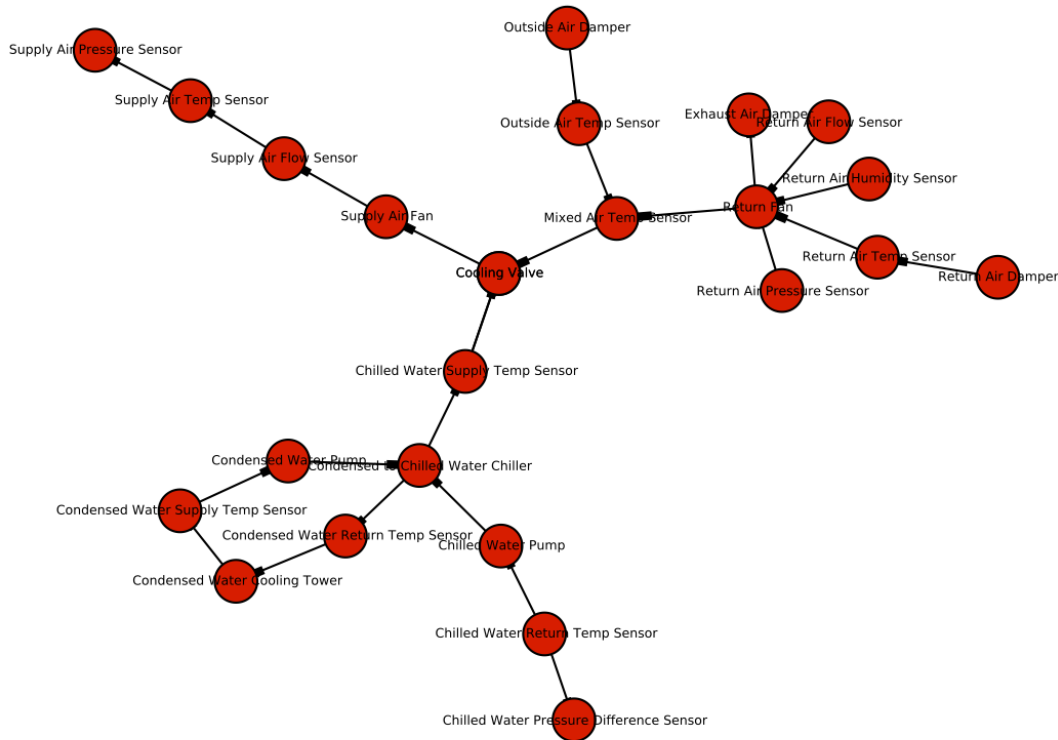 Outside Air Damper
Supply Air Pressure Sensor
Supply Air Temp Sensor
Exhaust Air Damper
Return Air Flow Sensor
Outside Air Temp Sensor
Supply Air Flow Sensor
Return Air Humidity Sensor
Return Fan
Supply Air Fan
Mixed Air Temp Sensor
Return Air Temp Sensor
Cooling Valve
Return Air Damper
Return Air Pressure Sensor
Chilled Water Supply Temp Sensor
Condensed Water Pump
Condensed to Chilled Water Chiller
Condensed Water Supply Temp Sensor
Condensed Water Return Temp Sensor
Chilled Water Pump
Condensed Water Cooling Tower
Chilled Water Return Temp Sensor
Chilled Water Pressure Difference Sensor